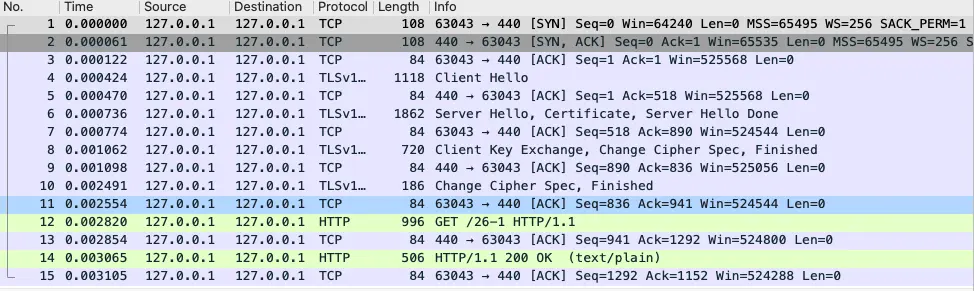 No. Time Source Destination Protocol Length Info
1 0.000000 127.0.0.1 127.0.0.1 TCP 108 63043 → 440 [SYN] Seq=0 Win=64240 Len=0 MSS=65495 WS=256 SACK_PERM=1
2 0.000061 127.0.0.1 127.0.0.1 TCP 108 440 → 63043 [SYN, ACK] Seq=0 Ack=1 Win=65535 Len=0 MSS=65495 WS=256 S
3 0.000122 127.0.0.1 127.0.0.1 TCP 84 63043 → 440 [ACK] Seq=1 Ack=1 Win=525568 Len=0
4 0.000424 127.0.0.1 127.0.0.1 TLSv1… 1118 Client Hello
5 0.000470 127.0.0.1 127.0.0.1 TCP 84 440 → 63043 [ACK] Seq=1 Ack=518 Win=525568 Len=0
6 0.000736 127.0.0.1 127.0.0.1 TLSv1… 1862 Server Hello, Certificate, Server Hello Done
7 0.000774 127.0.0.1 127.0.0.1 TCP 84 63043 → 440 [ACK] Seq=518 Ack=890 Win=524544 Len=0
8 0.001062 127.0.0.1 127.0.0.1 TLSv1… 720 Client Key Exchange, Change Cipher Spec, Finished
9 0.001098 127.0.0.1 127.0.0.1 TCP 84 440 → 63043 [ACK] Seq=890 Ack=836 Win=525056 Len=0
10 0.002491 127.0.0.1 127.0.0.1 TLSv1… 186 Change Cipher Spec, Finished
11 0.002554 127.0.0.1 127.0.0.1 TCP 84 63043 → 440 [ACK] Seq=836 Ack=941 Win=524544 Len=0
12 0.002820 127.0.0.1 127.0.0.1 HTTP 996 GET /26-1 HTTP/1.1
13 0.002854 127.0.0.1 127.0.0.1 TCP 84 440 → 63043 [ACK] Seq=941 Ack=1292 Win=524800 Len=0
14 0.003065 127.0.0.1 127.0.0.1 HTTP 506 HTTP/1.1 200 OK (text/plain)
15 0.003105 127.0.0.1 127.0.0.1 TCP 84 63043 → 440 [ACK] Seq=1292 Ack=1152 Win=524288 Len=0